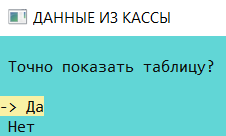 ДАННЫЕ ИЗ КАССЫ
Точно показать таблицу?
-> Да
Нет